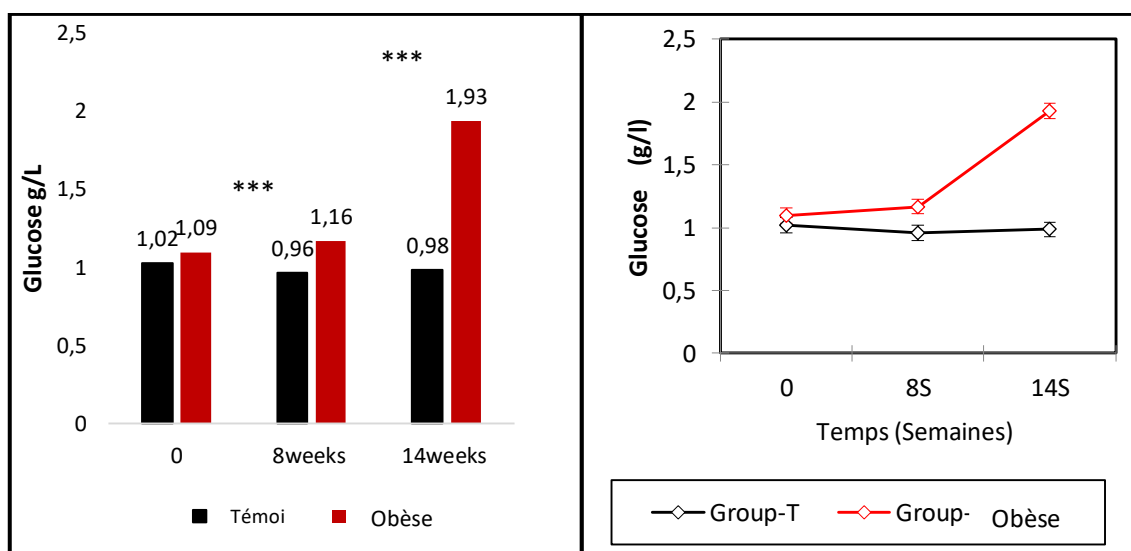 2,5
***
***
1,93
2
1,5
1,16
1,09
1,02
0,96
0,98
1
0,5
0
Glucose g/L
0
8weeks
14weeks
Témoi
Obèse
2,5
2
1,5
1
0,5
0
Glucose (g/l)
0
8S
14S
Temps (Semaines)
Group-T
Group- Obèse